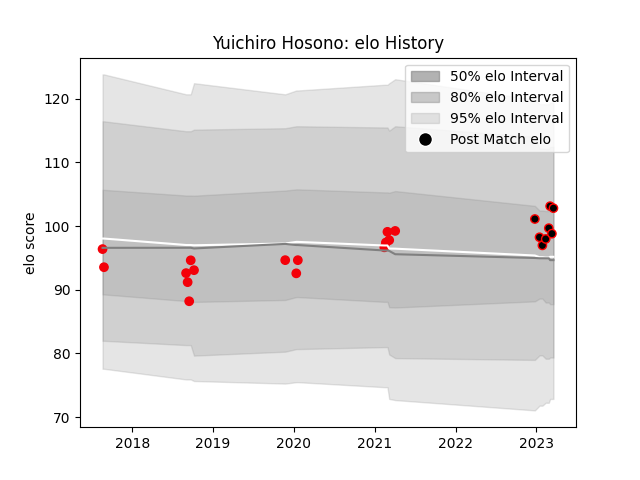 Yuichiro Hosono: elo History
50% elo Interval
80% elo Interval
95% elo Interval
Post Match elo
elo score
120
110
100
90
80
70
2018 2019 2020 2021 2022 2023